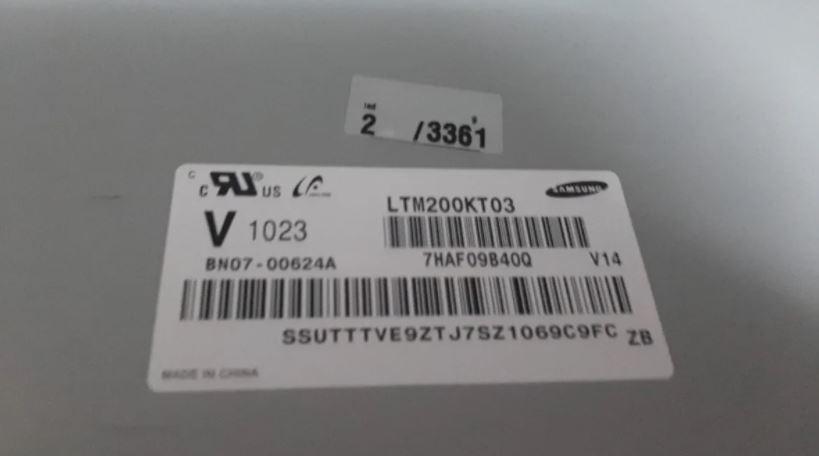 2 /3361
C US
SAMSUNG
LTM200KT03
V 1023
BN07-00624A 7HAF09B40Q V14
SSUTTTVE9ZTJ7SZ1069C9FC ZB
MADE IN CHINA